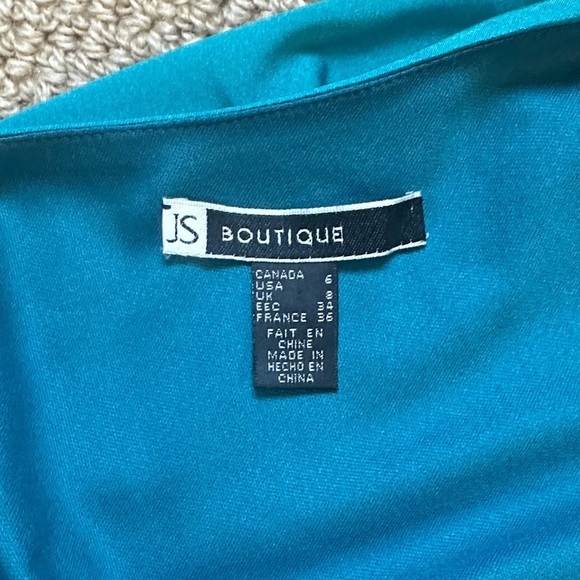 JS BOUTIQUE
CANADA 6
USA
UK 8
EEC 34
FRANCE 36
FAIT EN
CHINE
MADE IN
HECHO EN
CHINA